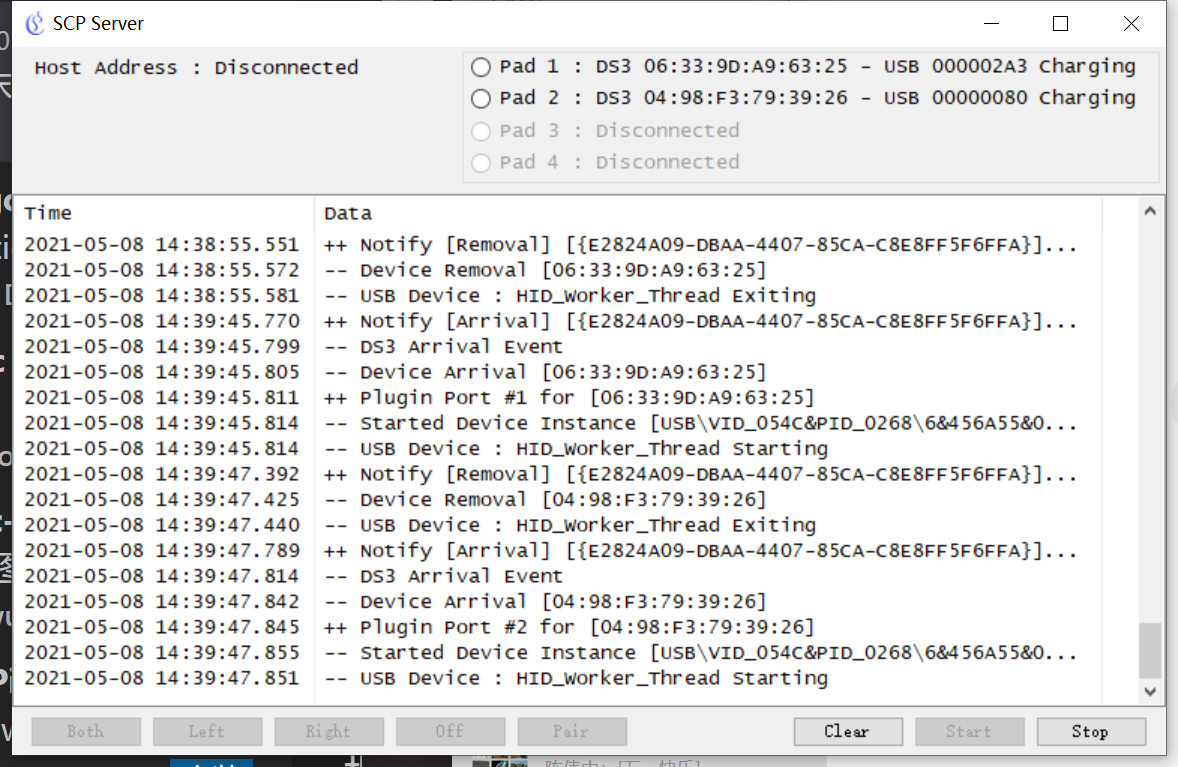 SCP Server
Host Address : Disconnected
Pad 1 : DS3 06:33:9D:A9:63:25 - USB 000002A3 Charging
Pad 2 : DS3 04:98:F3:79:39:26 - USB 00000080 Charging
Pad 3 : Disconnected
Pad 4 : Disconnected
Time Data
2021-05-08 14:38:55.551 ++ Notify [Removal] [{E2824A09-DBAA-4407-85CA-C8E8FF5F6FFA}]...
2021-05-08 14:38:55.572 -- Device Removal [06:33:9D:A9:63:25]
2021-05-08 14:38:55.581 -- USB Device : HID_Worker_Thread Exiting
2021-05-08 14:39:45.770 ++ Notify [Arrival] [{E2824A09-DBAA-4407-85CA-C8E8FF5F6FFA}]...
2021-05-08 14:39:45.799 -- DS3 Arrival Event
2021-05-08 14:39:45.805 -- Device Arrival [06:33:9D:A9:63:25]
2021-05-08 14:39:45.811 ++ Plugin Port #1 for [06:33:9D:A9:63:25]
2021-05-08 14:39:45.814 -- Started Device Instance [USB\VID_054C&PID_0268\6&456A55&0...
2021-05-08 14:39:45.814 -- USB Device : HID_Worker_Thread Starting
2021-05-08 14:39:47.392 ++ Notify [Removal] [{E2824A09-DBAA-4407-85CA-C8E8FF5F6FFA}]...
2021-05-08 14:39:47.425 -- Device Removal [04:98:F3:79:39:26]
2021-05-08 14:39:47.440 -- USB Device : HID_Worker_Thread Exiting
2021-05-08 14:39:47.789 ++ Notify [Arrival] [{E2824A09-DBAA-4407-85CA-C8E8FF5F6FFA}]...
2021-05-08 14:39:47.814 -- DS3 Arrival Event
2021-05-08 14:39:47.842 -- Device Arrival [04:98:F3:79:39:26]
2021-05-08 14:39:47.845 ++ Plugin Port #2 for [04:98:F3:79:39:26]
2021-05-08 14:39:47.855 -- Started Device Instance [USB\VID_054C&PID_0268\6&456A55&0...
2021-05-08 14:39:47.851 -- USB Device : HID_Worker_Thread Starting
Both Left Right Off Pair Clear Start Stop